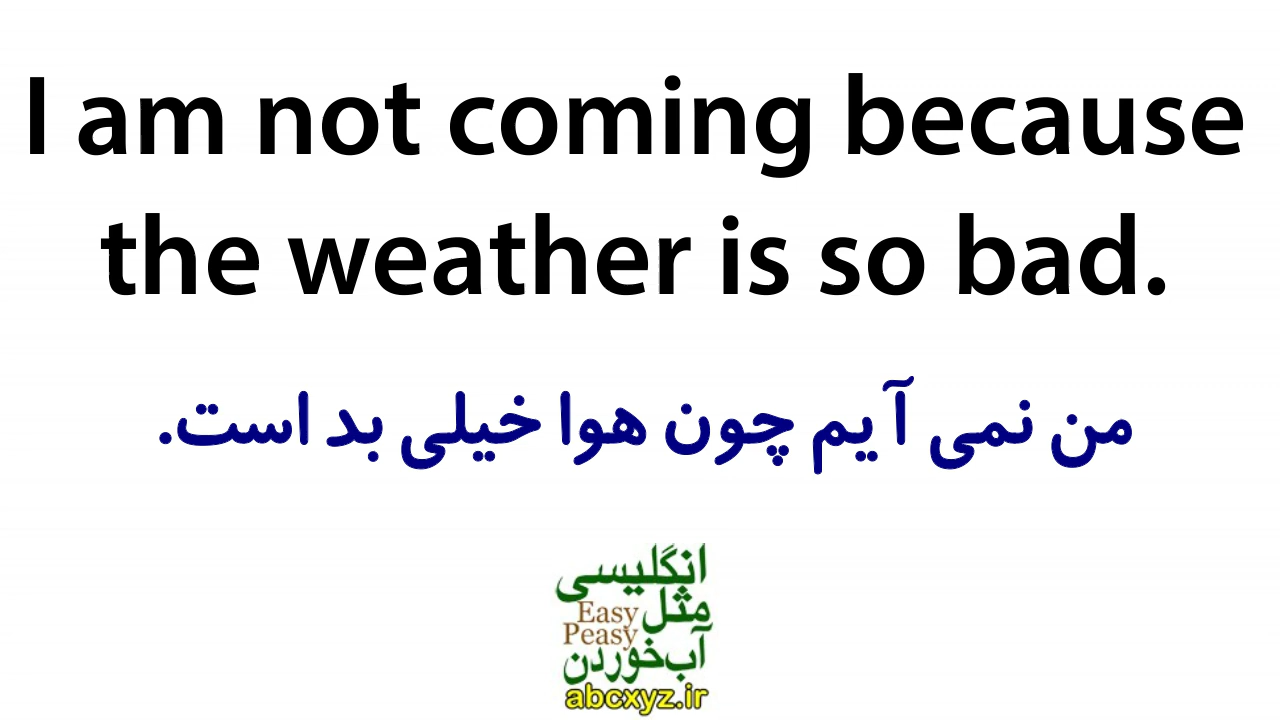 I am not coming because
the weather is so bad.
من نمی آیم چون هوا خیلی بد است.
انگلیسی
مثل
Easy
Peasy
آب‌خوردن
abcxyz.ir